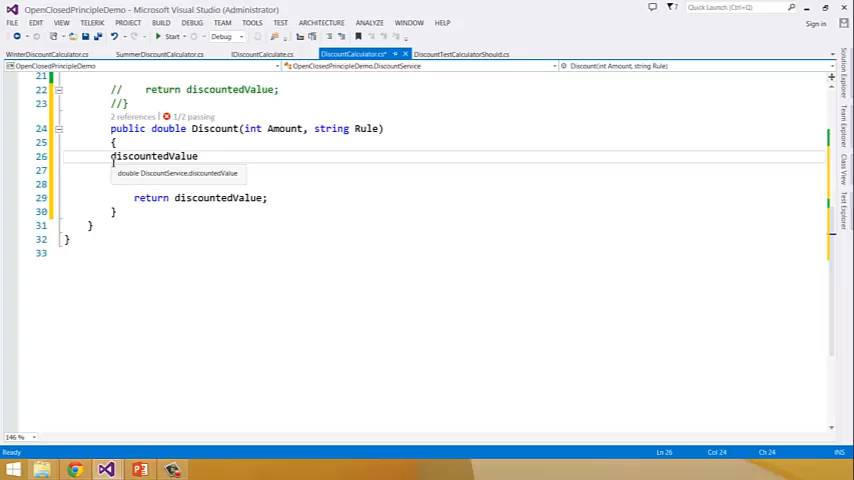 OpenClosedPrincipleDemo - Microsoft Visual Studio (Administrator)
7
Quick Launch (Ctrl+Q)
FILE EDIT VIEW TELERIK PROJECT BUILD DEBUG TEAM TOOLS TEST ARCHITECTURE ANALYZE WINDOW HELP
Sign in
Start Debug
WinterDiscountCalculator.cs SummerDiscountCalculator.cs IDiscountCalculate.cs DiscountCalculator.cs* DiscountTestCalculatorShould.cs
OpenClosedPrincipleDemo OpenClosedPrincipleDemo.DiscountService Discount(int Amount, string Rule)
21
22 // return discountedValue;
23 //}
2 references | 1/2 passing
24 public double Discount(int Amount, string Rule)
25 {
26 discountedValue
27 double DiscountService.discountedValue
28
29 return discountedValue;
30 }
31 }
32 }
33
Solution Explorer
Team Explorer
Class View
Test Explorer
146 %
Ready Ln 26 Col 24 Ch 24 INS